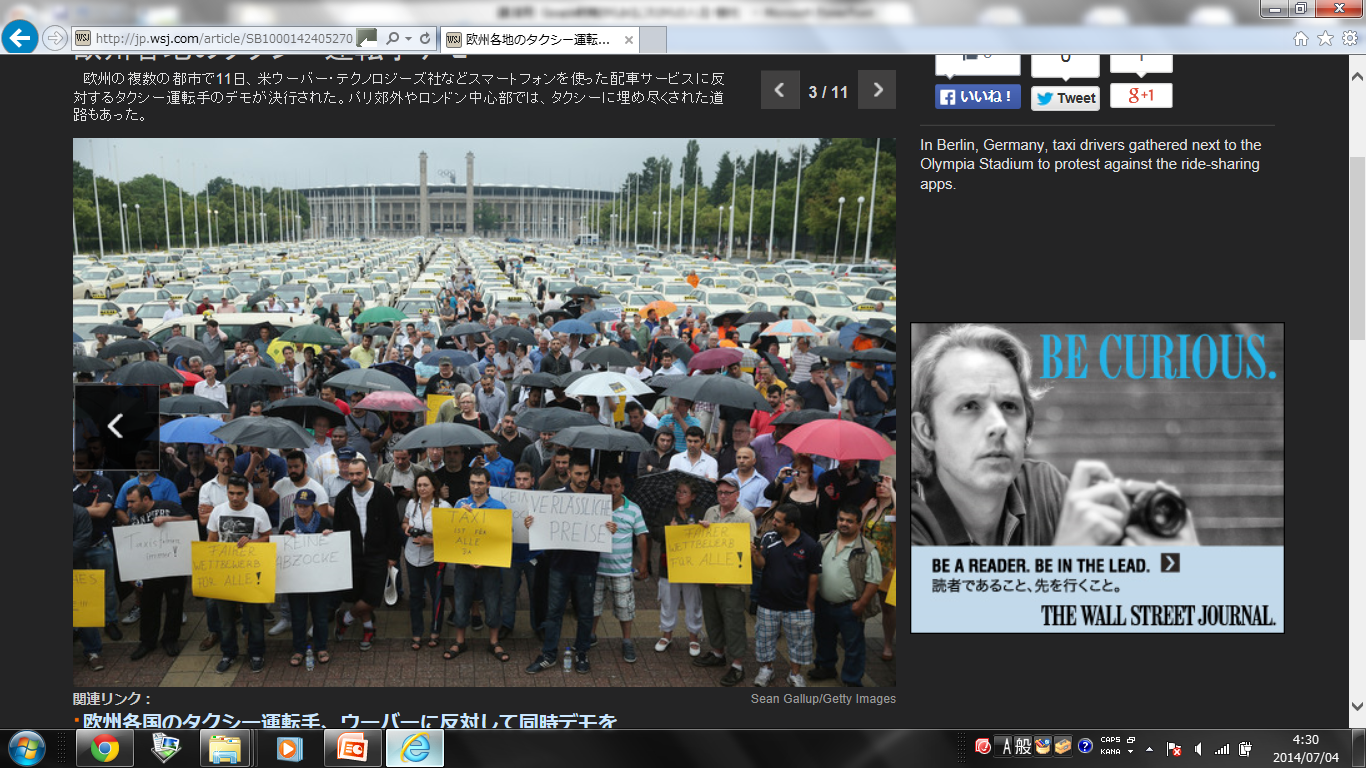 http://jp.wsj.com/article/SB1000142405270
WSJ 欧州各地のタクシー運転...
欧州の複数の都市で11日、米ウーバー・テクノロジーズ社などスマートフォンを使った配車サービスに反
対するタクシー運転手のデモが決行された。パリ郊外やロンドン中心部では、タクシーに埋め尽くされた道
路もあった。
3 / 11
いいね！
Tweet
g+1
In Berlin, Germany, taxi drivers gathered next to the
Olympia Stadium to protest against the ride-sharing
apps.
FAIRER
WETTBEWERB
FÜR ALLE!
KEINE
ABZOCKE
TAXI
IST FÜR
ALLE
DA
KEIN
VERLÄSSLICHE
PREISE
FAIRER
WETTBEWERB
FÜR ALLE!
BE CURIOUS.
BE A READER. BE IN THE LEAD.
読者であること、先を行くこと。
THE WALL STREET JOURNAL.
Sean Gallup/Getty Images
関連リンク：
欧州各国のタクシー運転手、ウーバーに反対して同時デモを
A 般
CAPS
KANA
4:30
2014/07/04